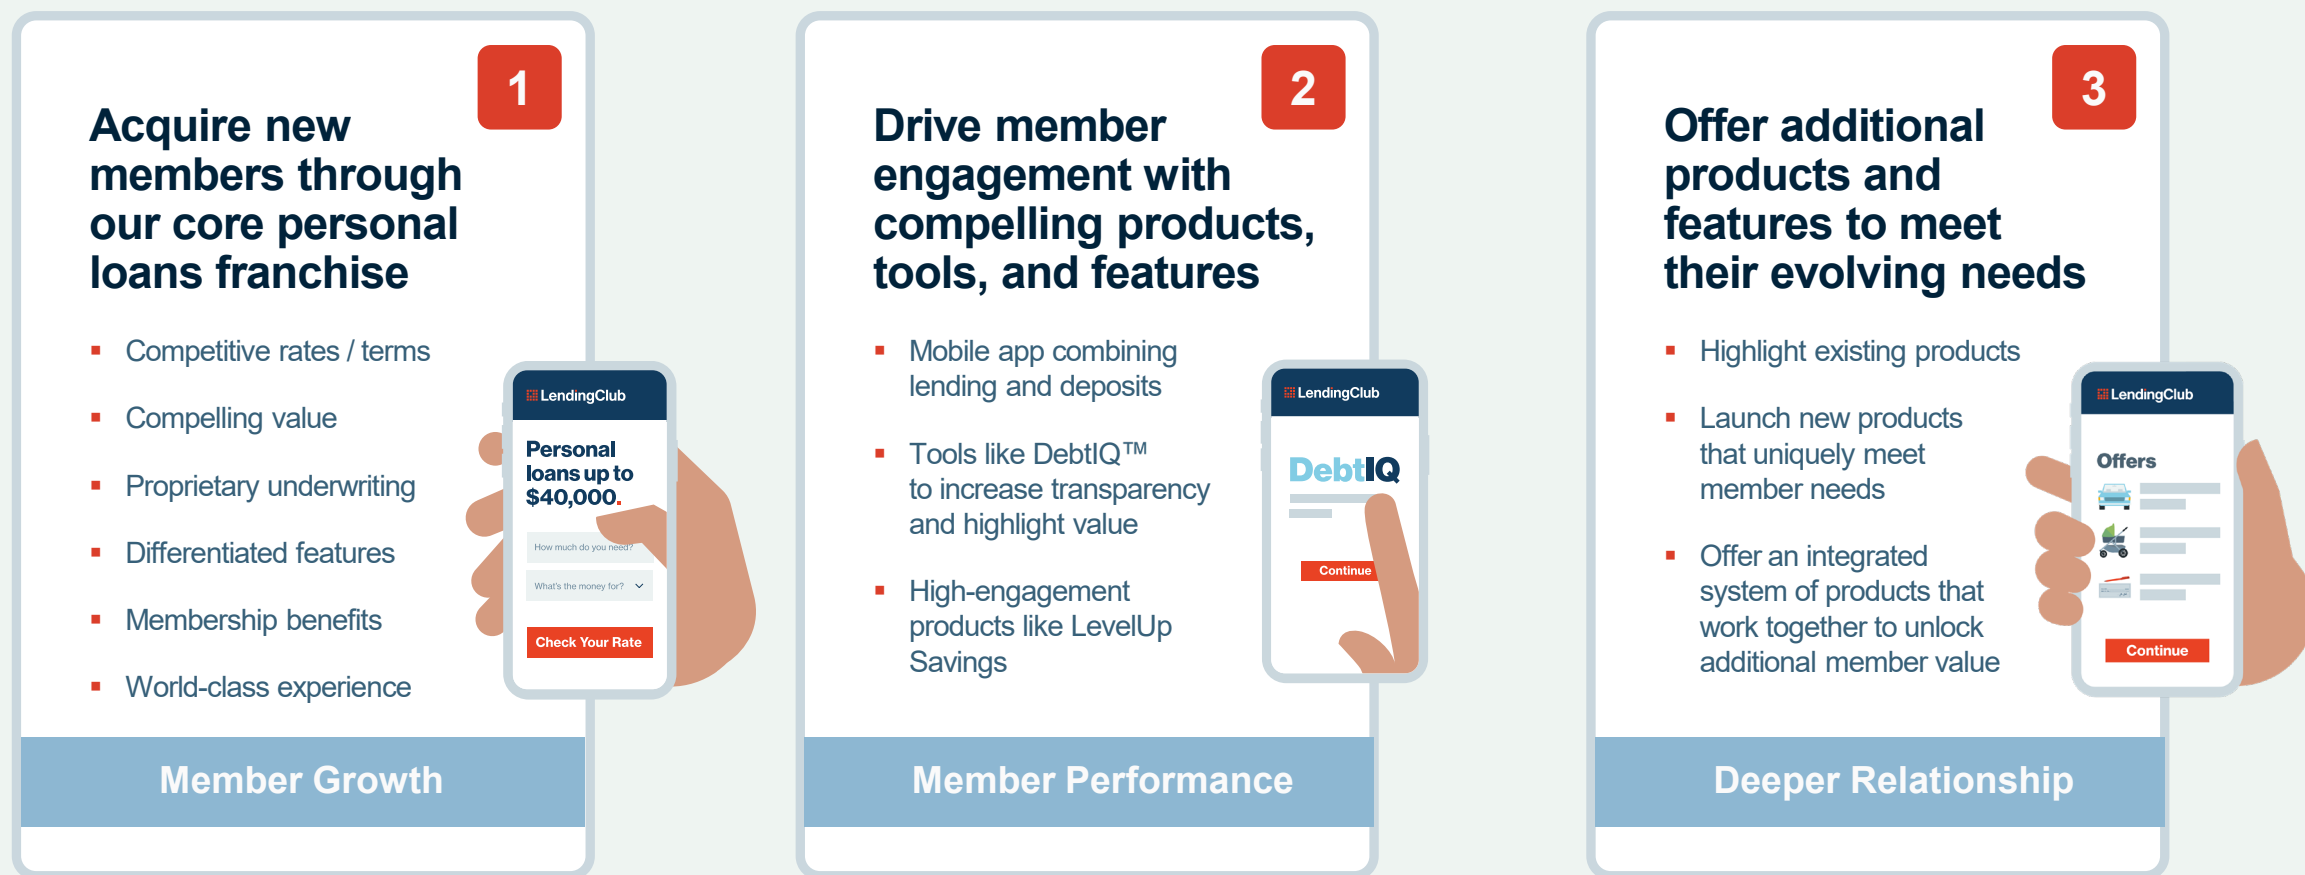 1
Acquire new
members through
our core personal
loans franchise
Competitive rates / terms
Compelling value
Proprietary underwriting
Differentiated features
Membership benefits
World-class experience
LendingClub
Personal
loans up to
$40,000.
How much do you need?
What's the money for?
Check Your Rate
Member Growth
2
Drive member
engagement with
compelling products,
tools, and features
Mobile app combining
lending and deposits
Tools like DebtIQ™
to increase transparency
and highlight value
High-engagement
products like LevelUp
Savings
LendingClub
DebtIQ
Continue
Member Performance
3
Offer additional
products and
features to meet
their evolving needs
Highlight existing products
Launch new products
that uniquely meet
member needs
Offer an integrated
system of products that
work together to unlock
additional member value
LendingClub
Offers
Continue
Deeper Relationship